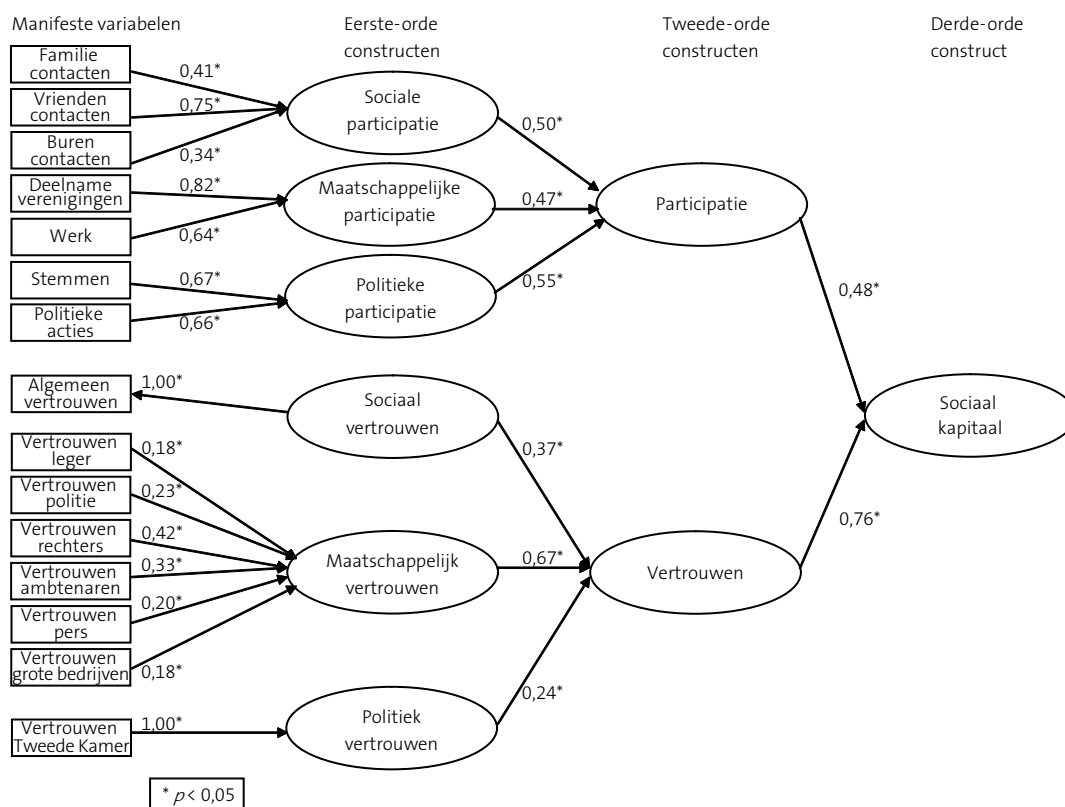 Manifeste variabelen
Eerste-orde
constructen
Tweede-orde
constructen
Derde-orde
construct
Familie
contacten
0,41*
Vrienden
contacten
0,75*
Buren
contacten
0,34*
Deelname
verenigingen
0,82*
Werk
0,64*
Stemmen
0,67*
Politieke
acties
0,66*
Algemeen
vertrouwen
1,00*
Vertrouwen
leger
0,18*
Vertrouwen
politie
0,23*
Vertrouwen
rechters
0,42*
Vertrouwen
ambtenaren
0,33*
Vertrouwen
pers
0,20*
Vertrouwen
grote bedrijven
0,18*
Vertrouwen
Tweede Kamer
1,00*
Sociale
participatie
0,50*
Maatschappelijke
participatie
0,47*
Politieke
participatie
0,55*
Sociaal
vertrouwen
0,37*
Maatschappelijk
vertrouwen
0,67*
Politiek
vertrouwen
0,24*
Participatie
0,48*
Vertrouwen
0,76*
Sociaal
kapitaal
* p < 0,05